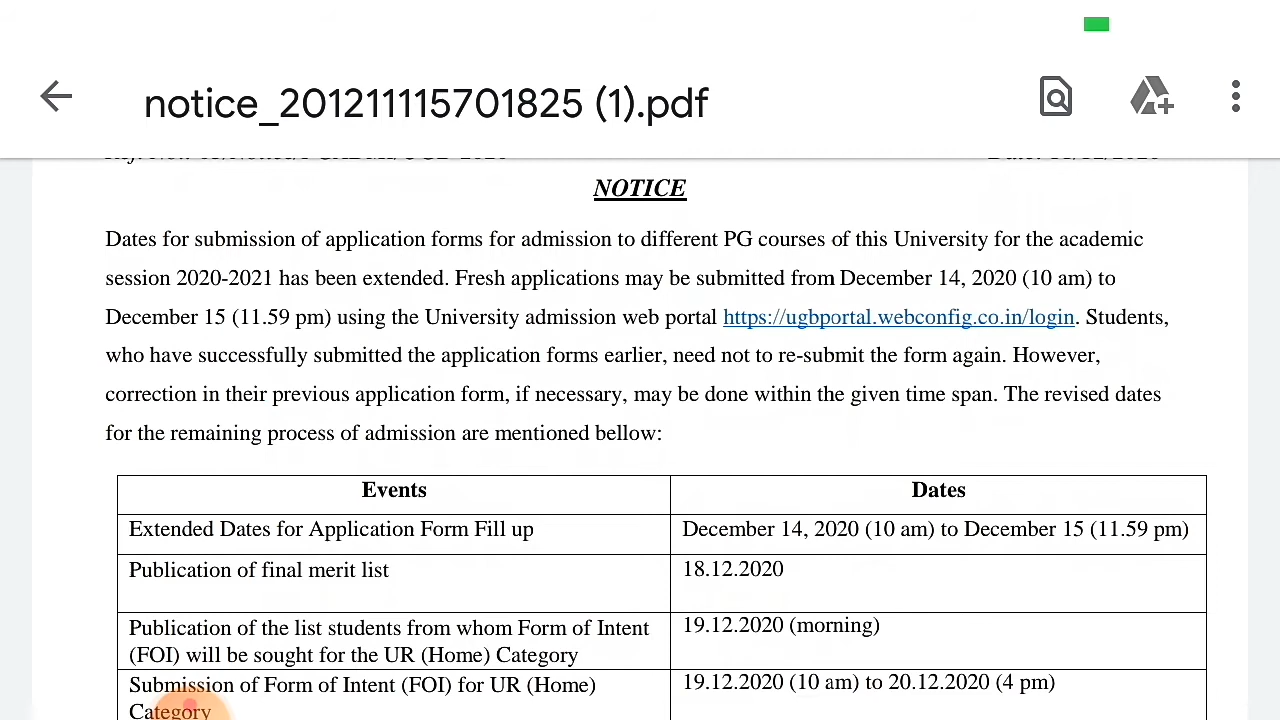 notice_201211115701825 (1).pdf
NOTICE
Dates for submission of application forms for admission to different PG courses of this University for the academic
session 2020-2021 has been extended. Fresh applications may be submitted from December 14, 2020 (10 am) to
December 15 (11.59 pm) using the University admission web portal https://ugbportal.webconfig.co.in/login. Students,
who have successfully submitted the application forms earlier, need not to re-submit the form again. However,
correction in their previous application form, if necessary, may be done within the given time span. The revised dates
for the remaining process of admission are mentioned bellow:
Events Dates
Extended Dates for Application Form Fill up December 14, 2020 (10 am) to December 15 (11.59 pm)
Publication of final merit list 18.12.2020
Publication of the list students from whom Form of Intent 19.12.2020 (morning)
(FOI) will be sought for the UR (Home) Category
Submission of Form of Intent (FOI) for UR (Home) 19.12.2020 (10 am) to 20.12.2020 (4 pm)
Category